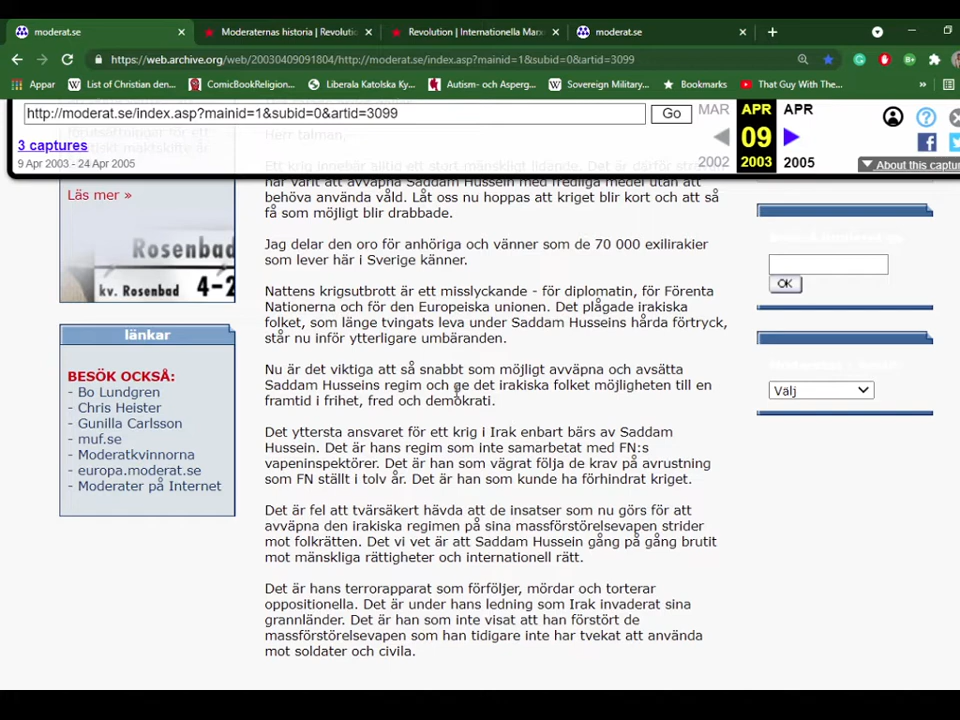 moderat.se
Moderaternas historia | Revolutio
Revolution | Internationella Marx
moderat.se
https://web.archive.org/web/20030409091804/http://moderat.se/index.asp?mainid=1&subid=0&artid=3099
Appar
List of Christian den...
ComicBookReligion....
Liberala Katolska Ky...
Autism- och Asperg...
Sovereign Military...
Bookmarks
That Guy With The...
»
http://moderat.se/index.asp?mainid=1&subid=0&artid=3099
Go
MAR
APR
APR
09
3 captures
9 Apr 2003 - 24 Apr 2005
2002
2003
2005
About this captu
Läs mer »
Rosenbad
kv. Rosenbad
länkar
BESÖK OCKSÅ:
- Bo Lundgren
- Chris Heister
- Gunilla Carlsson
- muf.se
- Moderatkvinnorna
- europa.moderat.se
- Moderater på Internet
Herr talman,
Ett krig innebär alltid ett stort mänskligt lidande. Det är därför
har varit att avväpna Saddam Hussein med fredliga medel utan att
behöva använda våld. Låt oss nu hoppas att kriget blir kort och att så
få som möjligt blir drabbade.
Jag delar den oro för anhöriga och vänner som de 70 000 exilirakier
som lever här i Sverige känner.
Nattens krigsutbrott är ett misslyckande - för diplomatin, för Förenta
Nationerna och för den Europeiska unionen. Det plågade irakiska
folket, som länge tvingats leva under Saddam Husseins hårda förtryck,
står nu inför ytterligare umbäranden.
Nu är det viktiga att så snabbt som möjligt avväpna och avsätta
Saddam Husseins regim och ge det irakiska folket möjligheten till en
framtid i frihet, fred och demokrati.
Det yttersta ansvaret för ett krig i Irak enbart bärs av Saddam
Hussein. Det är hans regim som inte samarbetat med FN:s
vapeninspektörer. Det är han som vägrat följa de krav på avrustning
som FN ställt i tolv år. Det är han som kunde ha förhindrat kriget.
Det är fel att tvärsäkert hävda att de insatser som nu görs för att
avväpna den irakiska regimen på sina massförstörelsevapen strider
mot folkrätten. Det vi vet är att Saddam Hussein gång på gång brutit
mot mänskliga rättigheter och internationell rätt.
Det är hans terrorapparat som förföljer, mördar och torterar
oppositionella. Det är under hans ledning som Irak invaderat sina
grannländer. Det är han som inte visat att han förstört de
massförstörelsevapen som han tidigare inte har tvekat att använda
mot soldater och civila.
OK
Välj